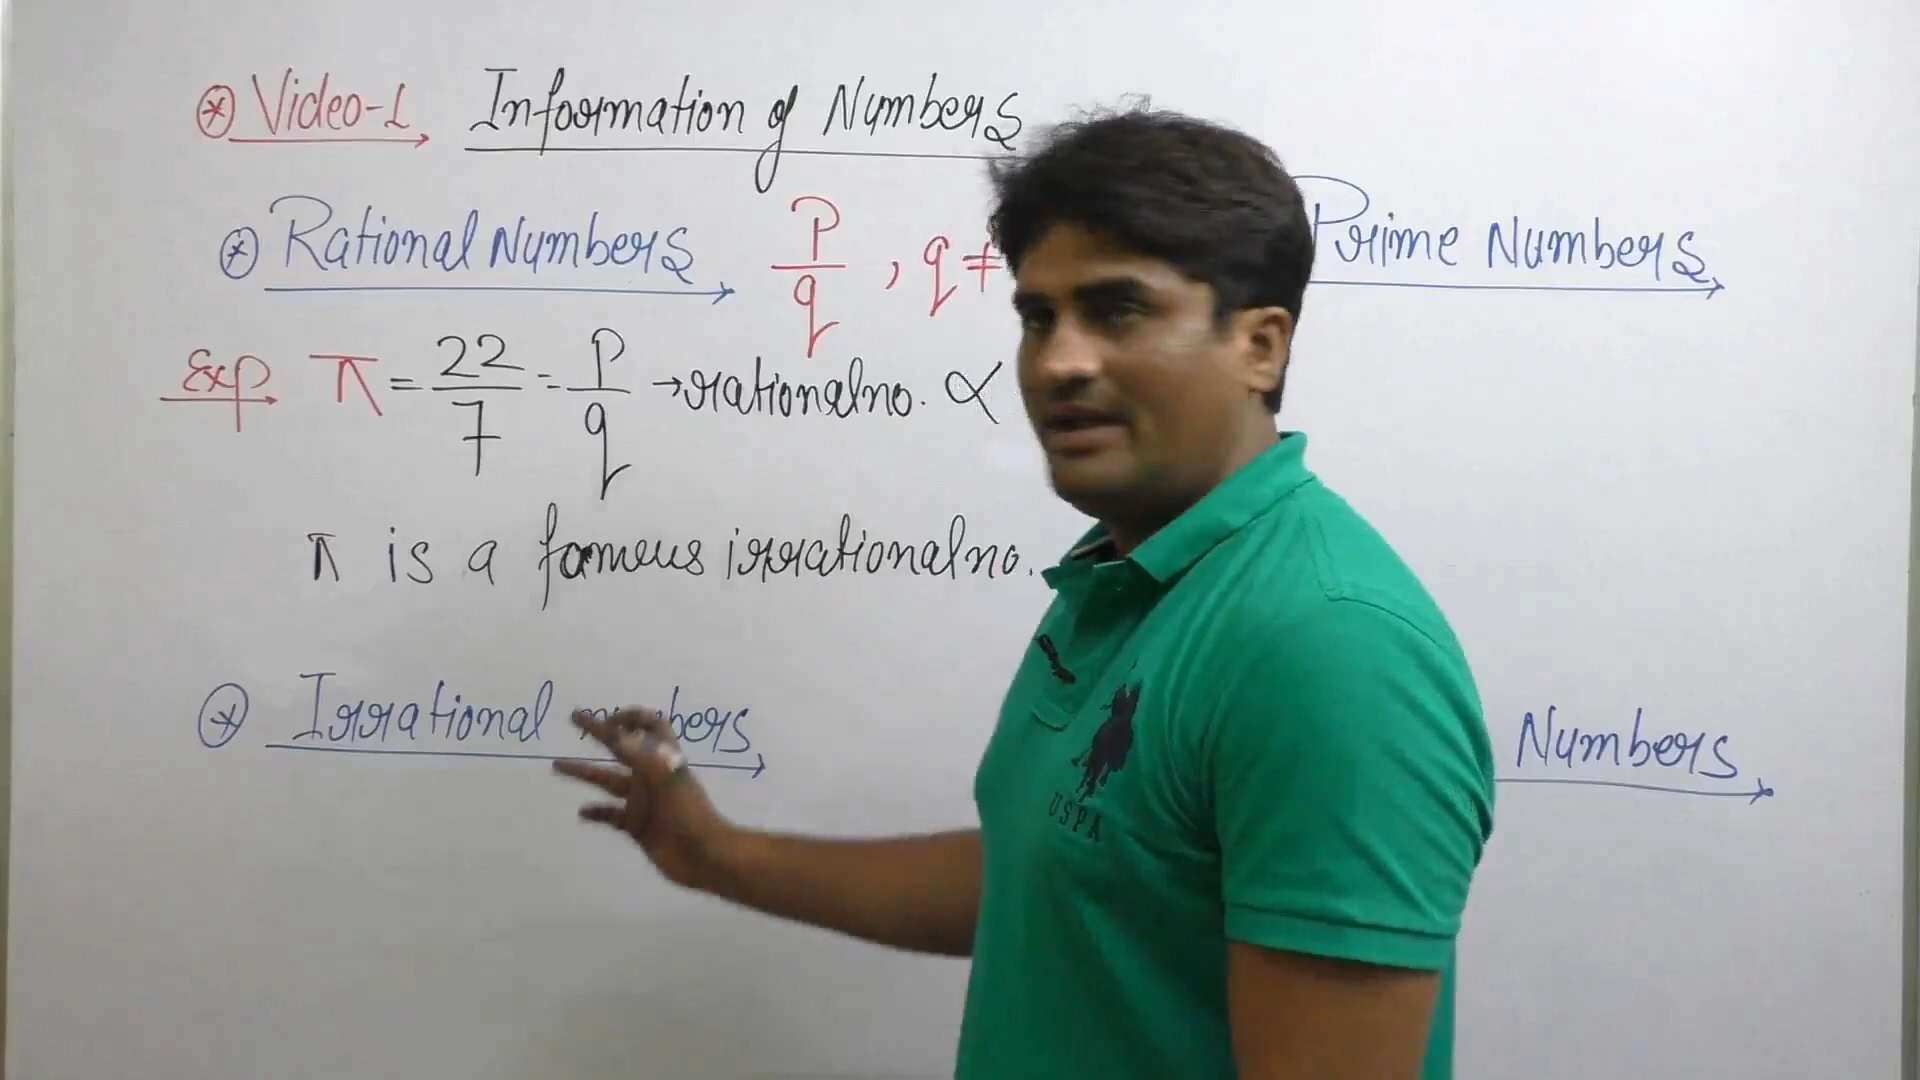 Video-1 Information of Numbers
Rational Numbers P/q , q ≠
Prime Numbers
Exp π = 22/7 = P/q → rational no. ∝
π is a famous irrational no.
Irrational numbers
Numbers
USPA